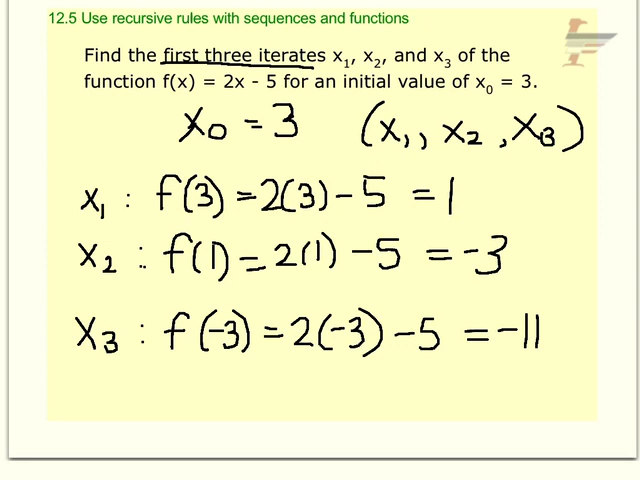 12.5 Use recursive rules with sequences and functions
Find the first three iterates x₁, x₂, and x₃ of the
function f(x) = 2x - 5 for an initial value of x₀ = 3.
x₀ = 3 (x₁, x₂, x₃)
x₁ : f(3) = 2(3) - 5 = 1
x₂ : f(1) = 2(1) - 5 = -3
x₃ : f(-3) = 2(-3) - 5 = -11